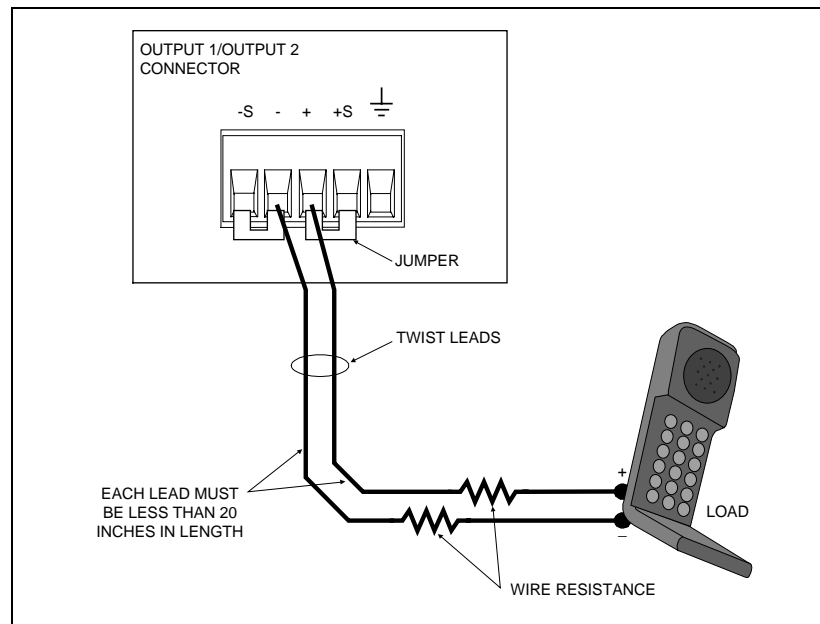 OUTPUT 1/OUTPUT 2
CONNECTOR
-S - + +S
JUMPER
TWIST LEADS
EACH LEAD MUST
BE LESS THAN 20
INCHES IN LENGTH
+
LOAD
–
WIRE RESISTANCE